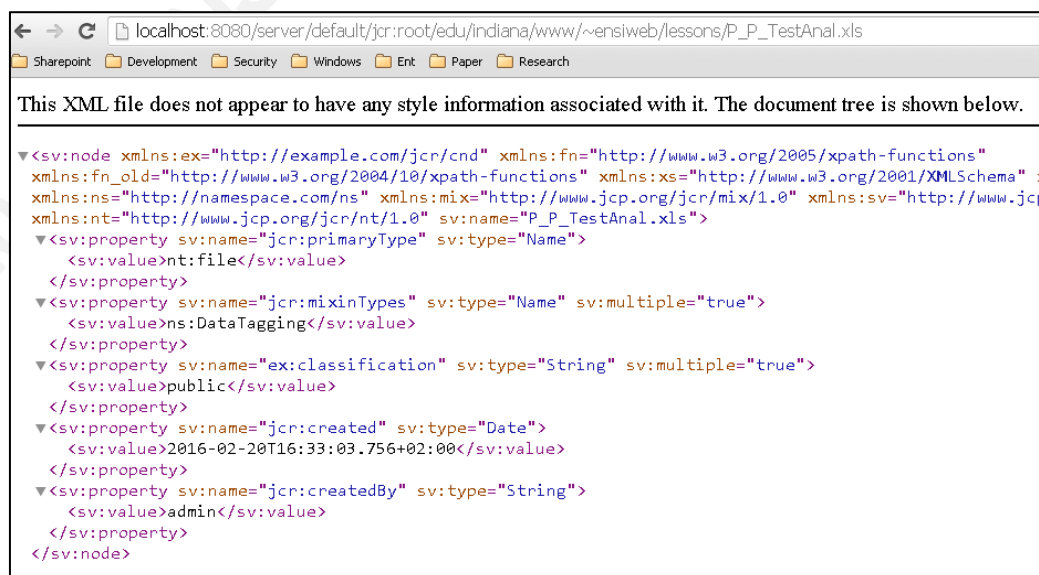 localhost:8080/server/default/jcr:root/edu/indiana/www/~ensiweb/lessons/P_P_TestAnal.xls
Sharepoint Development Security Windows Ent Paper Research
This XML file does not appear to have any style information associated with it. The document tree is shown below.
▼<sv:node xmlns:ex="http://example.com/jcr/cnd" xmlns:fn="http://www.w3.org/2005/xpath-functions"
xmlns:fn_old="http://www.w3.org/2004/10/xpath-functions" xmlns:xs="http://www.w3.org/2001/XMLSchema"
xmlns:ns="http://namespace.com/ns" xmlns:mix="http://www.jcp.org/jcr/mix/1.0" xmlns:sv="http://www.jcp
xmlns:nt="http://www.jcp.org/jcr/nt/1.0" sv:name="P_P_TestAnal.xls">
▼<sv:property sv:name="jcr:primaryType" sv:type="Name">
<sv:value>nt:file</sv:value>
</sv:property>
▼<sv:property sv:name="jcr:mixinTypes" sv:type="Name" sv:multiple="true">
<sv:value>ns:DataTagging</sv:value>
</sv:property>
▼<sv:property sv:name="ex:classification" sv:type="String" sv:multiple="true">
<sv:value>public</sv:value>
</sv:property>
▼<sv:property sv:name="jcr:created" sv:type="Date">
<sv:value>2016-02-20T16:33:03.756+02:00</sv:value>
</sv:property>
▼<sv:property sv:name="jcr:createdBy" sv:type="String">
<sv:value>admin</sv:value>
</sv:property>
</sv:node>